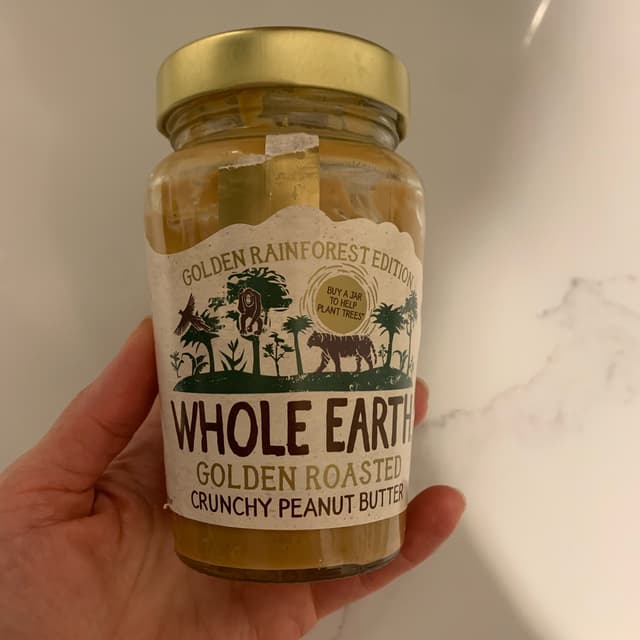 GOLDEN RAINFOREST EDITION
BUY A JAR
TO HELP
PLANT TREES*
WHOLE EARTH
GOLDEN ROASTED
CRUNCHY PEANUT BUTTER